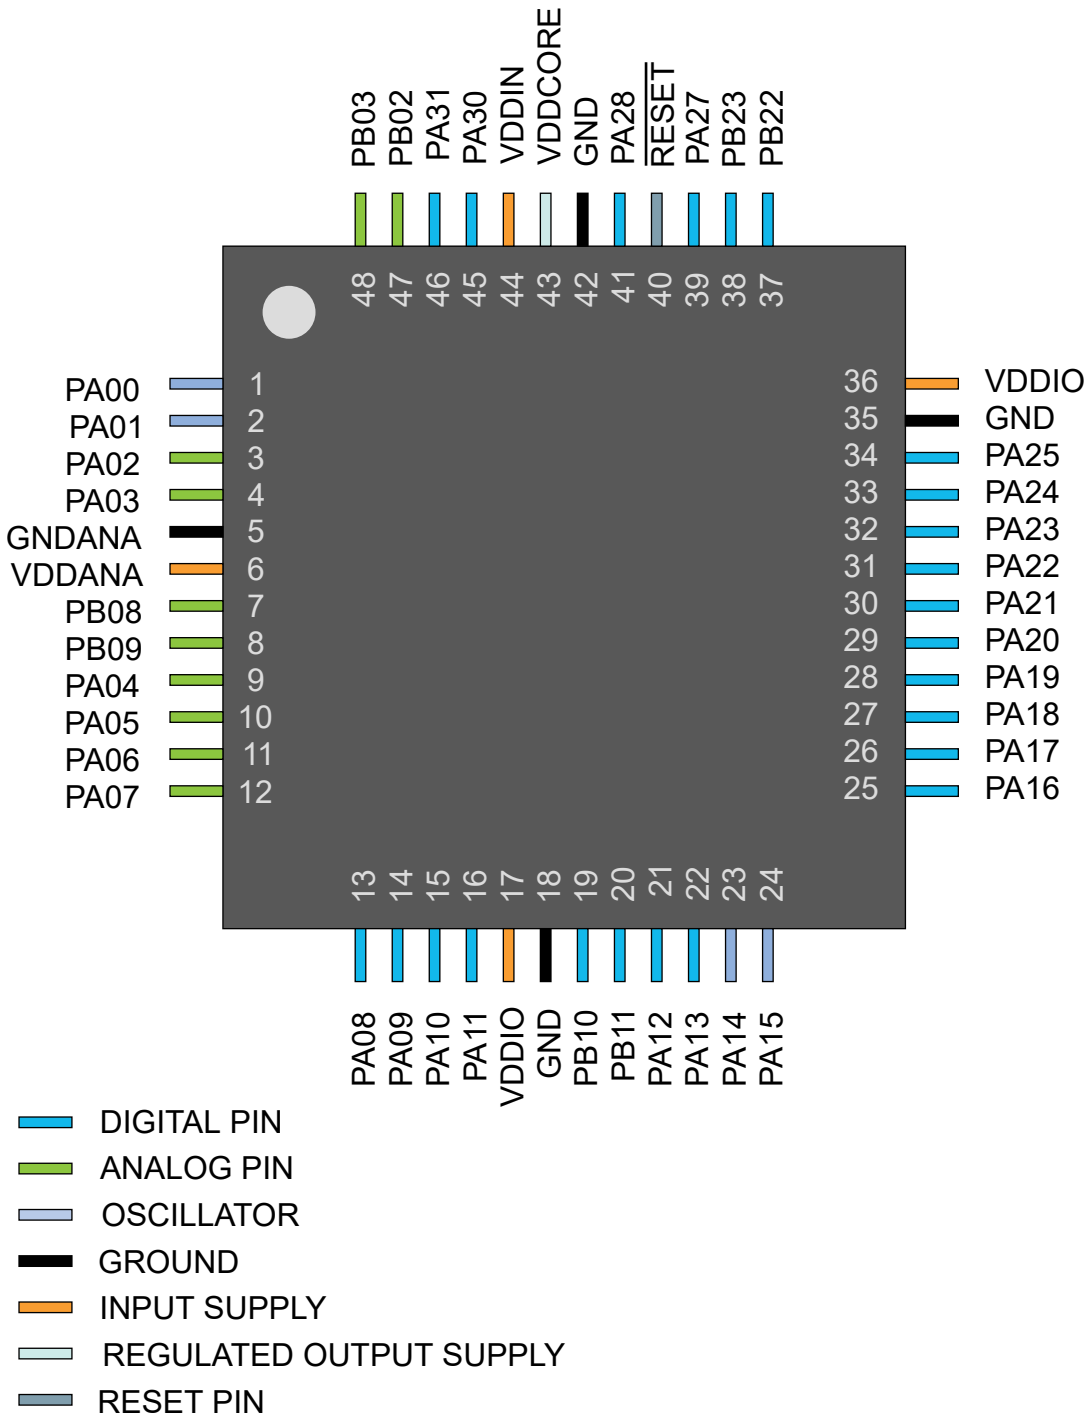 PB03
PB02
PA31
PA30
VDDIN
VDDCORE
GND
PA28
RESET
PA27
PB23
PB22
48
47
46
45
44
43
42
41
40
39
38
37
PA00 1
PA01 2
PA02 3
PA03 4
GNDANA 5
VDDANA 6
PB08 7
PB09 8
PA04 9
PA05 10
PA06 11
PA07 12
36 VDDIO
35 GND
34 PA25
33 PA24
32 PA23
31 PA22
30 PA21
29 PA20
28 PA19
27 PA18
26 PA17
25 PA16
13
14
15
16
17
18
19
20
21
22
23
24
PA08
PA09
PA10
PA11
VDDIO
GND
PB10
PB11
PA12
PA13
PA14
PA15
DIGITAL PIN
ANALOG PIN
OSCILLATOR
GROUND
INPUT SUPPLY
REGULATED OUTPUT SUPPLY
RESET PIN